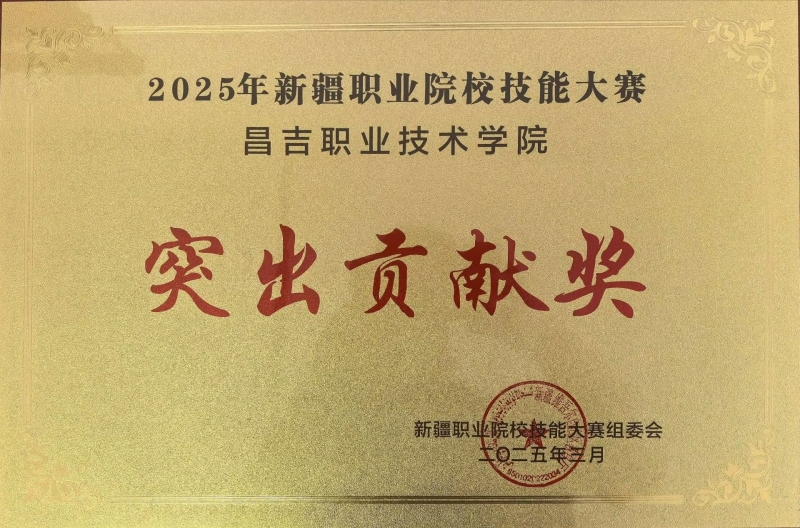 2025年新疆职业院校技能大赛
昌吉职业技术学院
突出贡献奖
新疆职业院校技能大赛组委会
二〇二五年三月